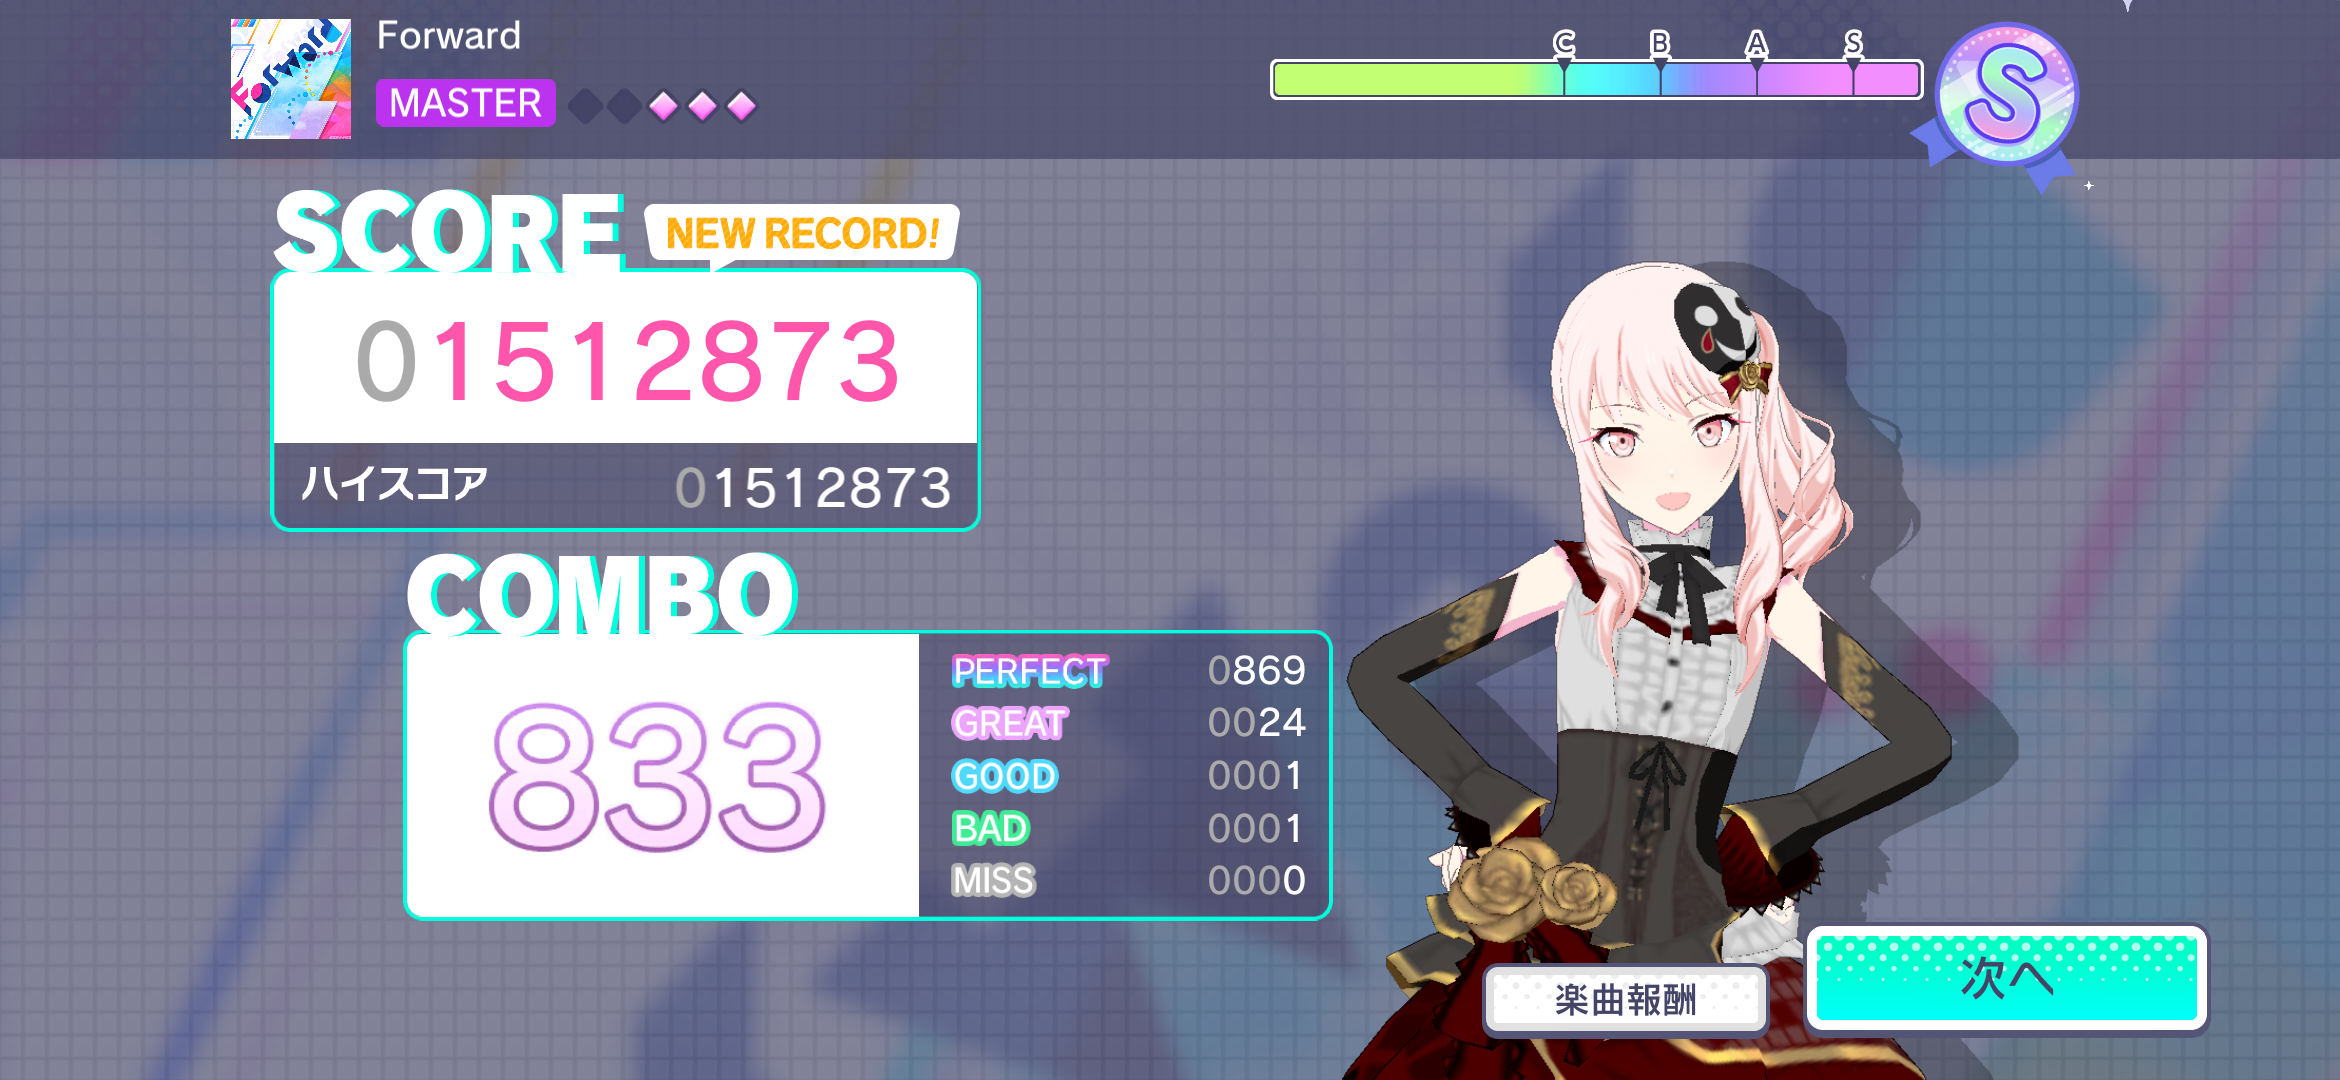 Forward
Forward
MASTER
C B A S
S
SCORE
NEW RECORD!
01512873
ハイスコア 01512873
COMBO
833
PERFECT 0869
GREAT 0024
GOOD 0001
BAD 0001
MISS 0000
楽曲報酬
次へ